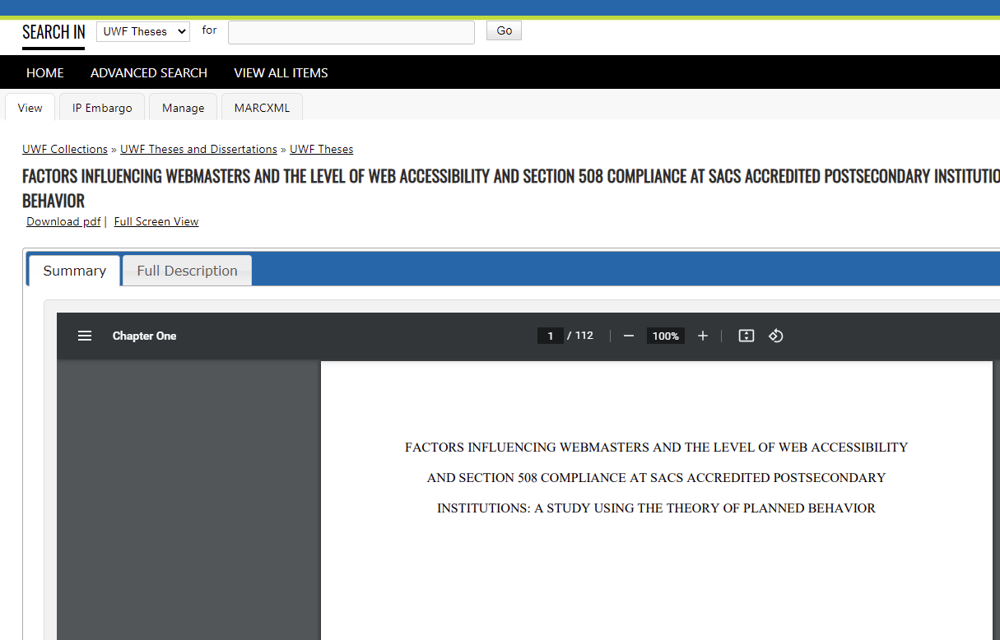 SEARCH IN UWF Theses for Go
HOME ADVANCED SEARCH VIEW ALL ITEMS
View IP Embargo Manage MARCXML
UWF Collections » UWF Theses and Dissertations » UWF Theses
FACTORS INFLUENCING WEBMASTERS AND THE LEVEL OF WEB ACCESSIBILITY AND SECTION 508 COMPLIANCE AT SACS ACCREDITED POSTSECONDARY INSTITUTIO
BEHAVIOR
Download pdf | Full Screen View
Summary Full Description
Chapter One 1 / 112 100%
FACTORS INFLUENCING WEBMASTERS AND THE LEVEL OF WEB ACCESSIBILITY
AND SECTION 508 COMPLIANCE AT SACS ACCREDITED POSTSECONDARY
INSTITUTIONS: A STUDY USING THE THEORY OF PLANNED BEHAVIOR